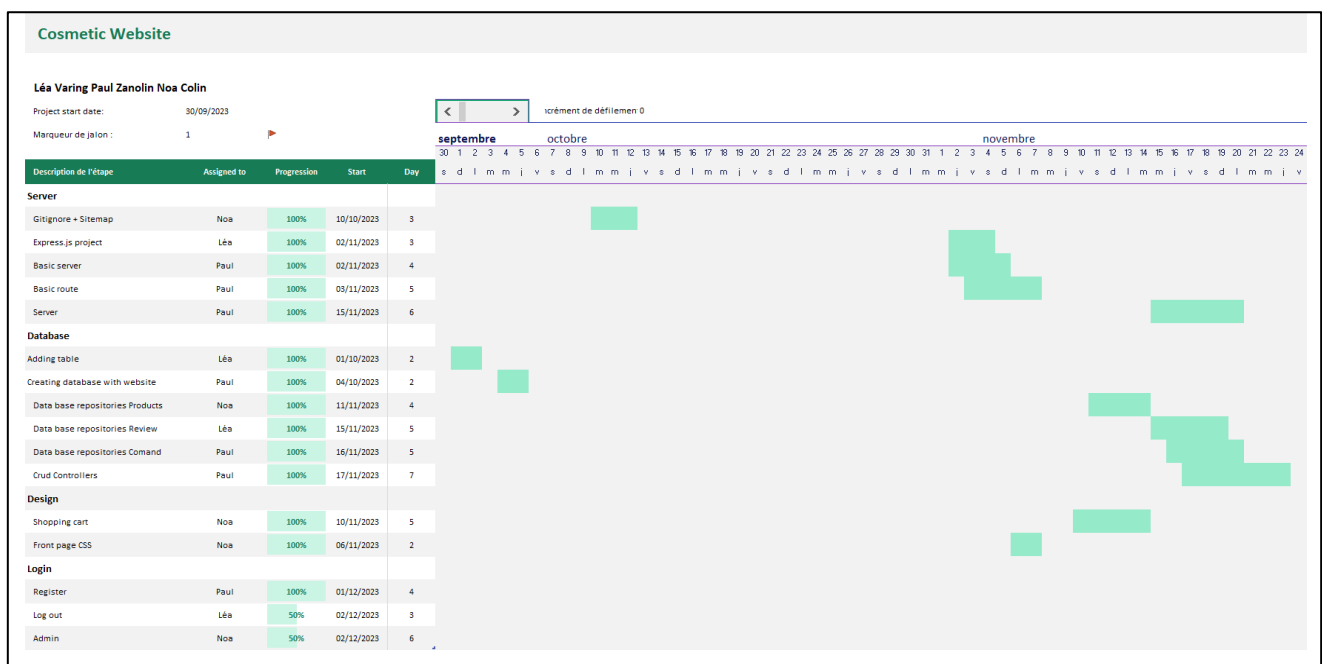 Cosmetic Website
Léa Varing Paul Zanolin Noa Colin
Project start date: 30/09/2023
ıcrément de défilemen 0
Marqueur de jalon : 1
septembre octobre novembre
30 1 2 3 4 5 6 7 8 9 10 11 12 13 14 15 16 17 18 19 20 21 22 23 24 25 26 27 28 29 30 31 1 2 3 4 5 6 7 8 9 10 11 12 13 14 15 16 17 18 19 20 21 22 23 24
Description de l'étape Assigned to Progression Start Day s d l m m j v s d l m m j v s d l m m j v s d l m m j v s d l m m j v s d l m m j v s d l m m j v s d l m m j v
Server
Gitignore + Sitemap Noa 100% 10/10/2023 3
Express.js project Léa 100% 02/11/2023 3
Basic server Paul 100% 02/11/2023 4
Basic route Paul 100% 03/11/2023 5
Server Paul 100% 15/11/2023 6
Database
Adding table Léa 100% 01/10/2023 2
Creating database with website Paul 100% 04/10/2023 2
Data base repositories Products Noa 100% 11/11/2023 4
Data base repositories Review Léa 100% 15/11/2023 5
Data base repositories Comand Paul 100% 16/11/2023 5
Crud Controllers Paul 100% 17/11/2023 7
Design
Shopping cart Noa 100% 10/11/2023 5
Front page CSS Noa 100% 06/11/2023 2
Login
Register Paul 100% 01/12/2023 4
Log out Léa 50% 02/12/2023 3
Admin Noa 50% 02/12/2023 6